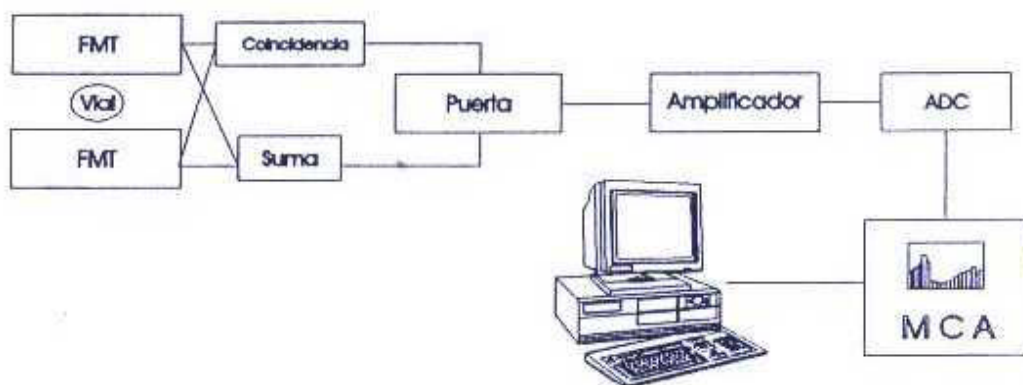 FMT
Coincidencia
Vial
Puerta
Amplificador
ADC
FMT
Suma
MCA